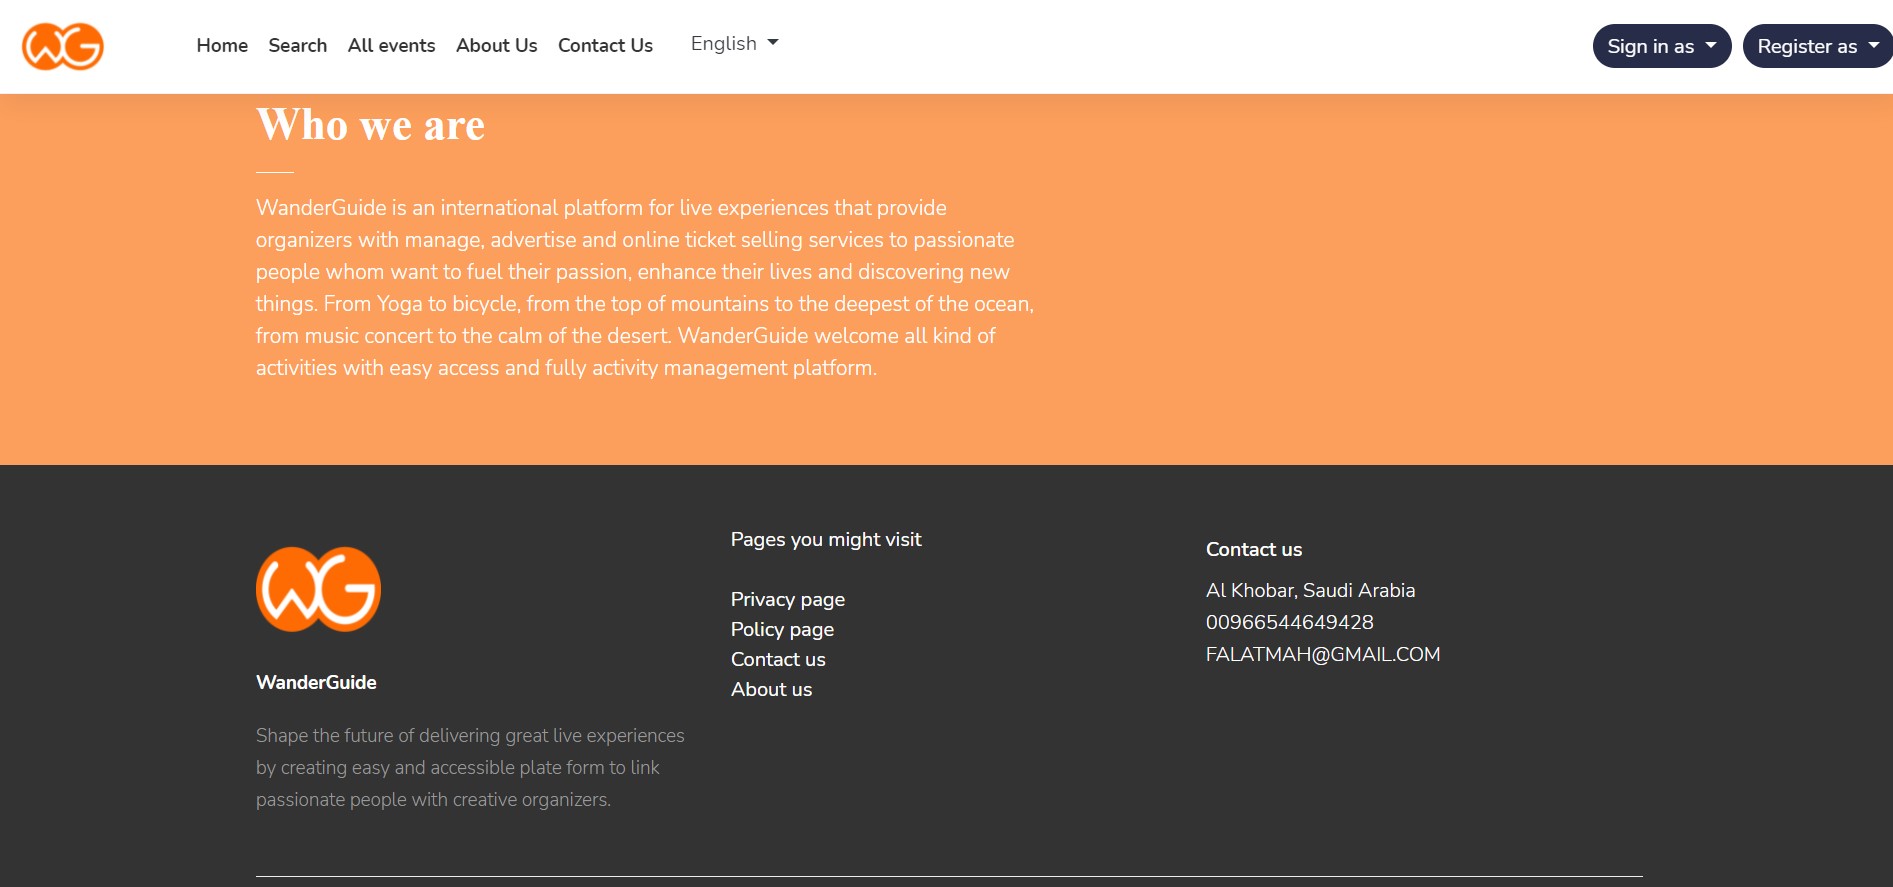 WG
Home Search All events About Us Contact Us English
Sign in as Register as
Who we are
WanderGuide is an international platform for live experiences that provide
organizers with manage, advertise and online ticket selling services to passionate
people whom want to fuel their passion, enhance their lives and discovering new
things. From Yoga to bicycle, from the top of mountains to the deepest of the ocean,
from music concert to the calm of the desert. WanderGuide welcome all kind of
activities with easy access and fully activity management platform.
WG
WanderGuide
Shape the future of delivering great live experiences
by creating easy and accessible plate form to link
passionate people with creative organizers.
Pages you might visit
Privacy page
Policy page
Contact us
About us
Contact us
Al Khobar, Saudi Arabia
00966544649428
FALATMAH@GMAIL.COM